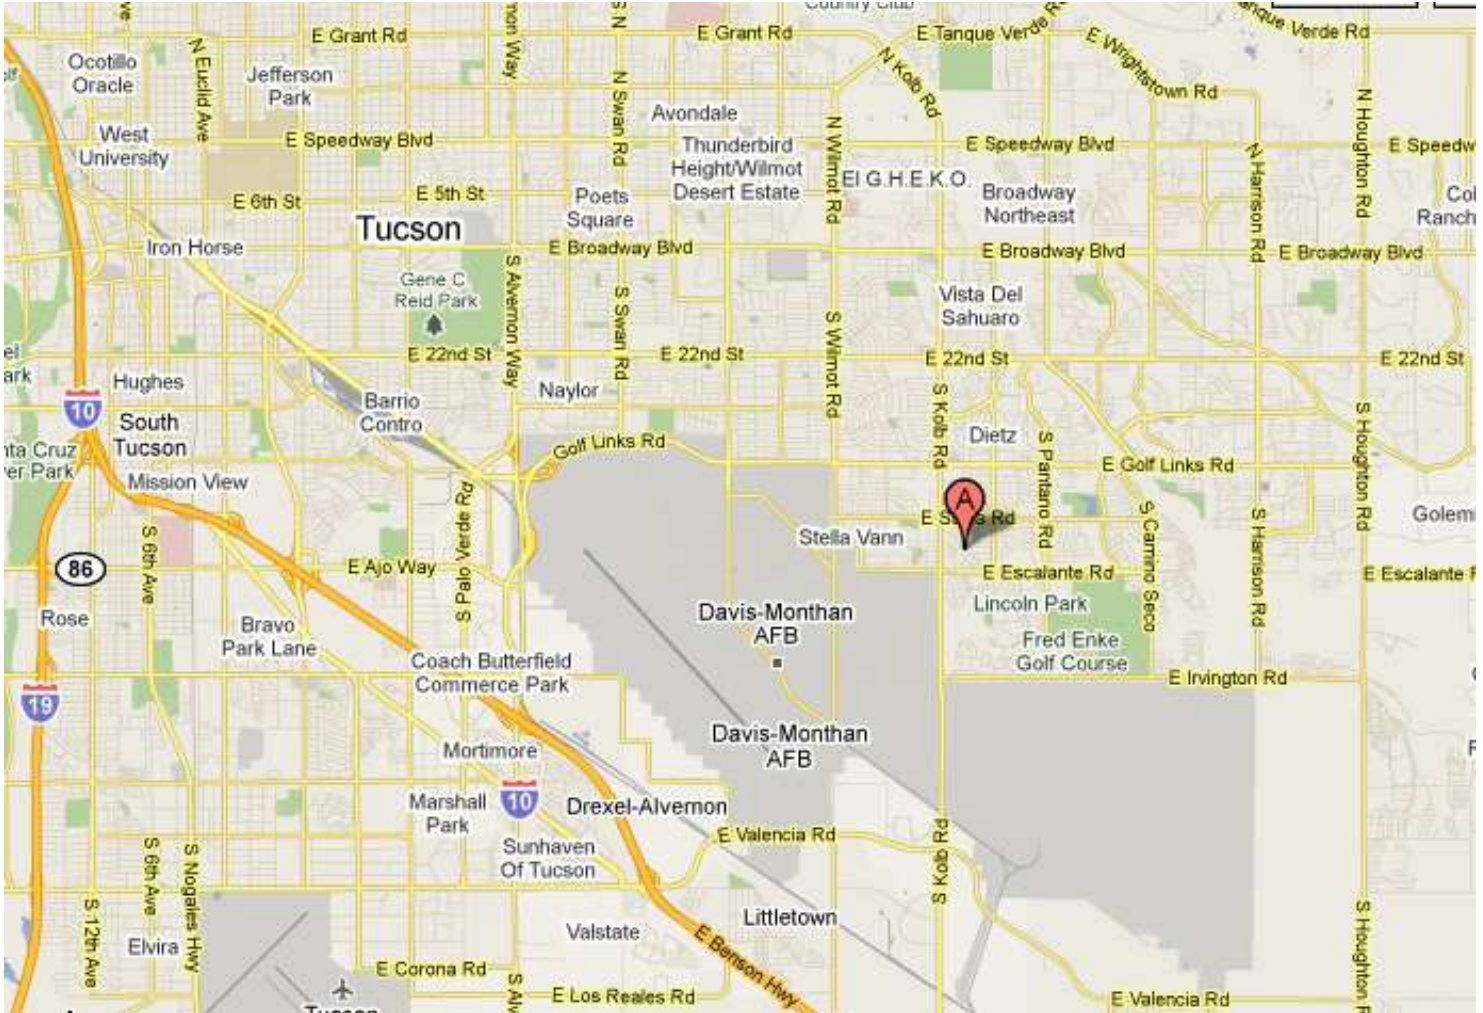 Country Club
E Grant Rd
E Grant Rd
E Tanque Verde Rd
E Wrightstown Rd
N Kolb Rd
Ocotillo
Oracle
N Euclid Ave
Jefferson
Park
N Swan Rd
Avondale
N Houghton Rd
West
University
E Speedway Blvd
Thunderbird
Height/Wilmot
Desert Estate
N Wilmot Rd
E Speedway Blvd
N Harrison Rd
El G.H.E.K.O.
Broadway
Northeast
E 6th St
E 5th St
Poets
Square
Tucson
Iron Horse
E Broadway Blvd
E Broadway Blvd
E Broadway Blvd
Gene C
Reid Park
S Alvernon Way
S Swan Rd
S Wilmot Rd
Vista Del
Sahuaro
E 22nd St
E 22nd St
E 22nd St
E 22nd St
Hughes
10
South
Tucson
Barrio
Contro
Naylor
S Kolb Rd
Dietz
S Pantano Rd
S Houghton Rd
Golf Links Rd
E Golf Links Rd
Mission View
S Palo Verde Rd
A
S Camino Seco
S Harrison Rd
Stella Vann
S 6th Ave
86
E Ajo Way
E Escalante Rd
Rose
Bravo
Park Lane
Davis-Monthan
AFB
Lincoln Park
Fred Enke
Golf Course
Coach Butterfield
Commerce Park
E Irvington Rd
19
Davis-Monthan
AFB
Mortimore
Marshall
Park
10
Drexel-Alvernon
E Valencia Rd
Sunhaven
Of Tucson
S Kolb Rd
S 6th Ave
S Nogales Hwy
S 12th Ave
Elvira
Valstate
Littletown
E Benson Hwy
S Houghton
E Corona Rd
E Los Reales Rd
E Valencia Rd
Tucson